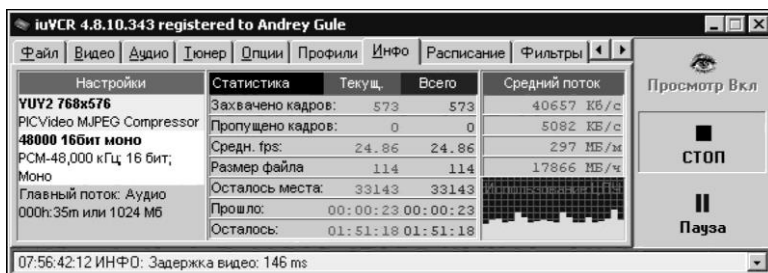 iuVCR 4.8.10.343 registered to Andrey Gule
Файл Видео Аудио Тюнер Опции Профили Инфо Расписание Фильтры
Настройки
YUY2 768x576
PICVideo MJPEG Compressor
48000 16бит моно
PCM-48,000 кГц; 16 бит;
Моно
Главный поток: Аудио
000h:35m или 1024 Мб
Статистика Текущ. Всего
Захвачено кадров: 573 573
Пропущено кадров: 0 0
Средн. fps: 24.86 24.86
Размер файла 114 114
Осталось места: 33143 33143
Прошло: 00:00:23 00:00:23
Осталось: 01:51:18 01:51:18
Средний поток
40657 Кб/с
5082 КБ/с
297 МБ/м
17866 МБ/ч
Просмотр Вкл
СТОП
Пауза
07:56:42:12 ИНФО: Задержка видео: 146 ms